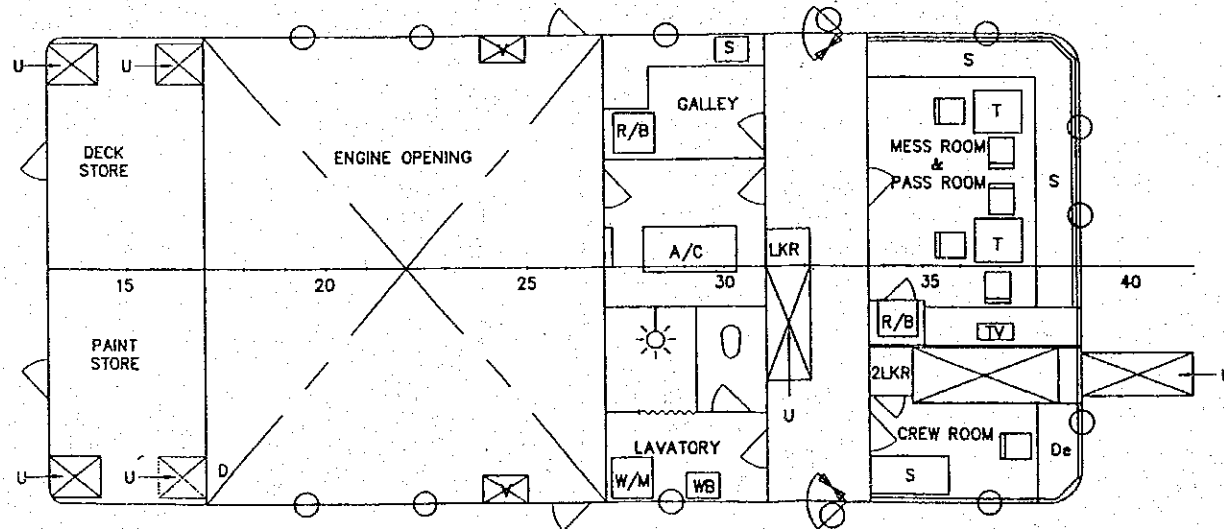 U
U
V
S
S
GALLEY
T
R/B
DECK
STORE
ENGINE OPENING
MESS ROOM
&
PASS ROOM
S
A/C
LKR
T
15
20
25
30
35
40
R/B
TV
PAINT
STORE
2LKR
U
U
LAVATORY
CREW ROOM
De
U
U
D
V
W/M
WB
S